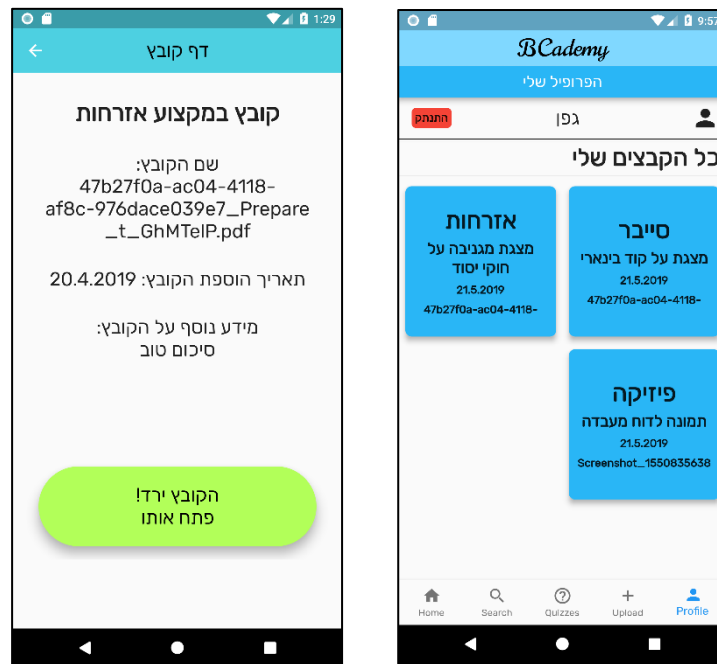 1:29
דף קובץ
קובץ במקצוע אזרחות
שם הקובץ:
47b27f0a-ac04-4118-
af8c-976dace039e7_Prepare
_t_GhMTelP.pdf
תאריך הוספת הקובץ: 20.4.2019
מידע נוסף על הקובץ:
סיכום טוב
הקובץ ירד!
פתח אותו
9:57
BCademy
הפרופיל שלי
גפן
התנתק
כל הקבצים שלי
סייבר
מצגת על קוד בינארי
21.5.2019
47b27f0a-ac04-4118-
אזרחות
מצגת מגניבה על
חוקי יסוד
21.5.2019
47b27f0a-ac04-4118-
פיזיקה
תמונה לדוח מעבדה
21.5.2019
Screenshot_1550835638
Home
Search
Quizzes
Upload
Profile